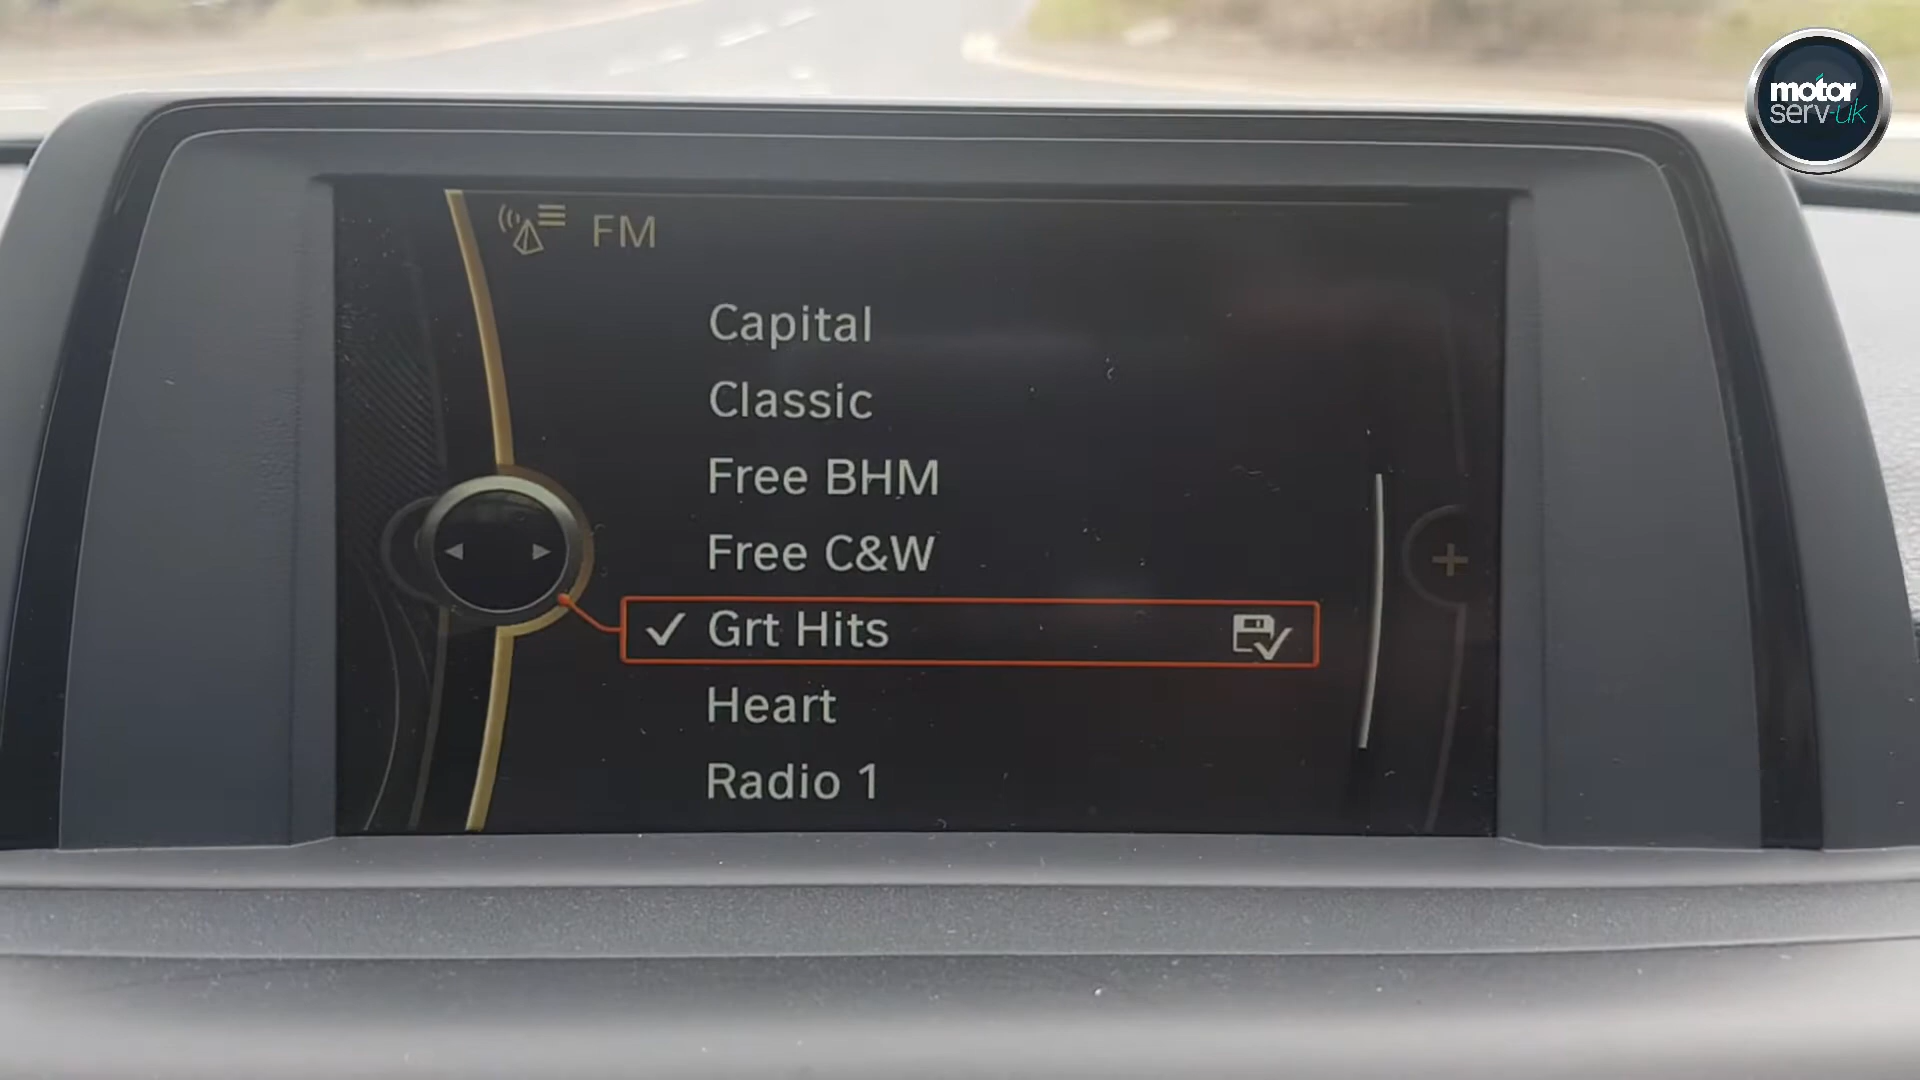 motor
serv-uk
FM
Capital
Classic
Free BHM
Free C&W
Grt Hits
Heart
Radio 1